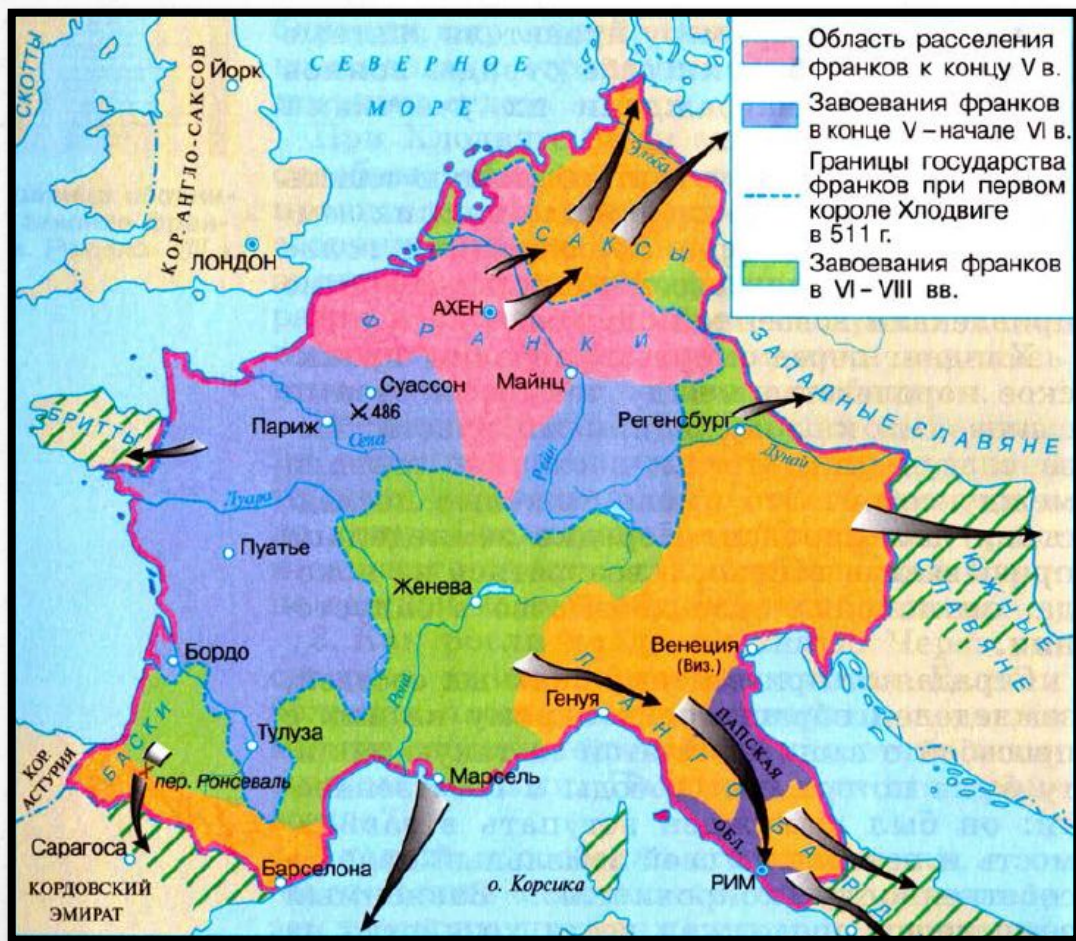 СКОТТЫ
Йорк
КОР. АНГЛО-САКСОВ
ЛОНДОН
СЕВЕРНОЕ
МОРЕ
Область расселения
франков к концу V в.
Завоевания франков
в конце V – начале VI в.
Границы государства
франков при первом
короле Хлодвиге
в 511 г.
Завоевания франков
в VI – VIII вв.
Эльба
САКСЫ
АХЕН
ФРАНКИ
Суассон
486
Майнц
Париж
Сена
Рейн
Регенсбург
Дунай
ЗАПАДНЫЕ СЛАВЯНЕ
БРИТТЫ
Луара
Пуатье
Женева
ЮЖНЫЕ
СЛАВЯНЕ
Венеция
(Виз.)
Бордо
Рона
Генуя
ЛАНГОБАРДЫ
ПАПСКАЯ
ОБЛ.
БАСКИ
Тулуза
КОР.
АСТУРИЯ
пер. Ронсеваль
Марсель
Сарагоса
Барселона
о. Корсика
РИМ
КОРДОВСКИЙ
ЭМИРАТ